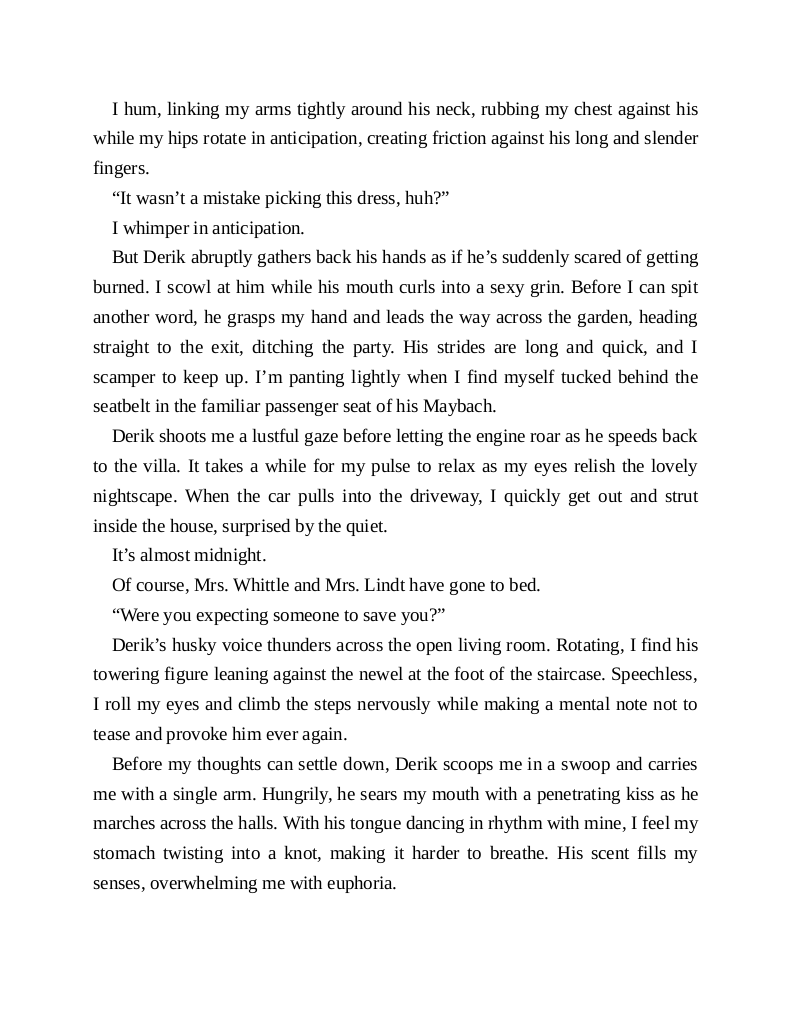 I hum, linking my arms tightly around his neck, rubbing my chest against his
while my hips rotate in anticipation, creating friction against his long and slender
fingers.
“It wasn’t a mistake picking this dress, huh?”
I whimper in anticipation.
But Derik abruptly gathers back his hands as if he’s suddenly scared of getting
burned. I scowl at him while his mouth curls into a sexy grin. Before I can spit
another word, he grasps my hand and leads the way across the garden, heading
straight to the exit, ditching the party. His strides are long and quick, and I
scamper to keep up. I’m panting lightly when I find myself tucked behind the
seatbelt in the familiar passenger seat of his Maybach.
Derik shoots me a lustful gaze before letting the engine roar as he speeds back
to the villa. It takes a while for my pulse to relax as my eyes relish the lovely
nightscape. When the car pulls into the driveway, I quickly get out and strut
inside the house, surprised by the quiet.
It’s almost midnight.
Of course, Mrs. Whittle and Mrs. Lindt have gone to bed.
“Were you expecting someone to save you?”
Derik’s husky voice thunders across the open living room. Rotating, I find his
towering figure leaning against the newel at the foot of the staircase. Speechless,
I roll my eyes and climb the steps nervously while making a mental note not to
tease and provoke him ever again.
Before my thoughts can settle down, Derik scoops me in a swoop and carries
me with a single arm. Hungrily, he sears my mouth with a penetrating kiss as he
marches across the halls. With his tongue dancing in rhythm with mine, I feel my
stomach twisting into a knot, making it harder to breathe. His scent fills my
senses, overwhelming me with euphoria.